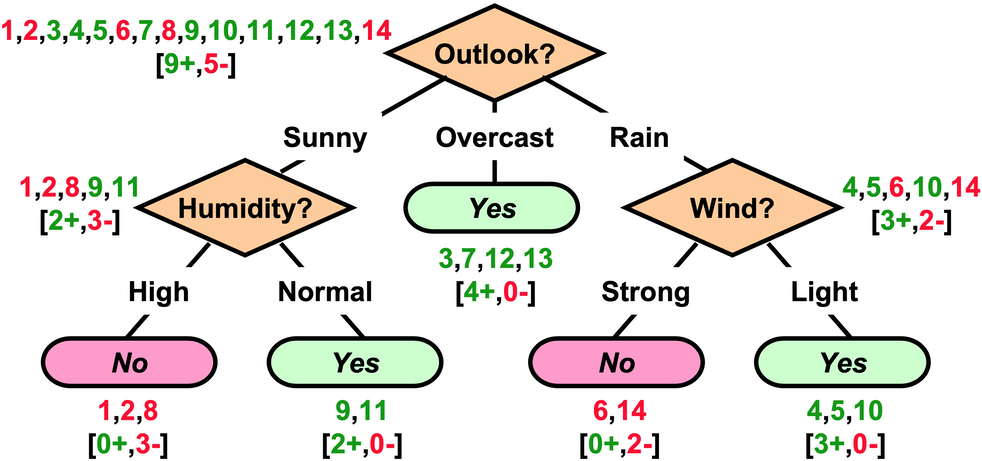 1,2,3,4,5,6,7,8,9,10,11,12,13,14
[9+,5-]
Outlook?
Sunny
Overcast
Rain
1,2,8,9,11
[2+,3-]
Humidity?
Yes
3,7,12,13
[4+,0-]
Wind?
4,5,6,10,14
[3+,2-]
High
Normal
Strong
Light
No
Yes
No
Yes
1,2,8
[0+,3-]
9,11
[2+,0-]
6,14
[0+,2-]
4,5,10
[3+,0-]